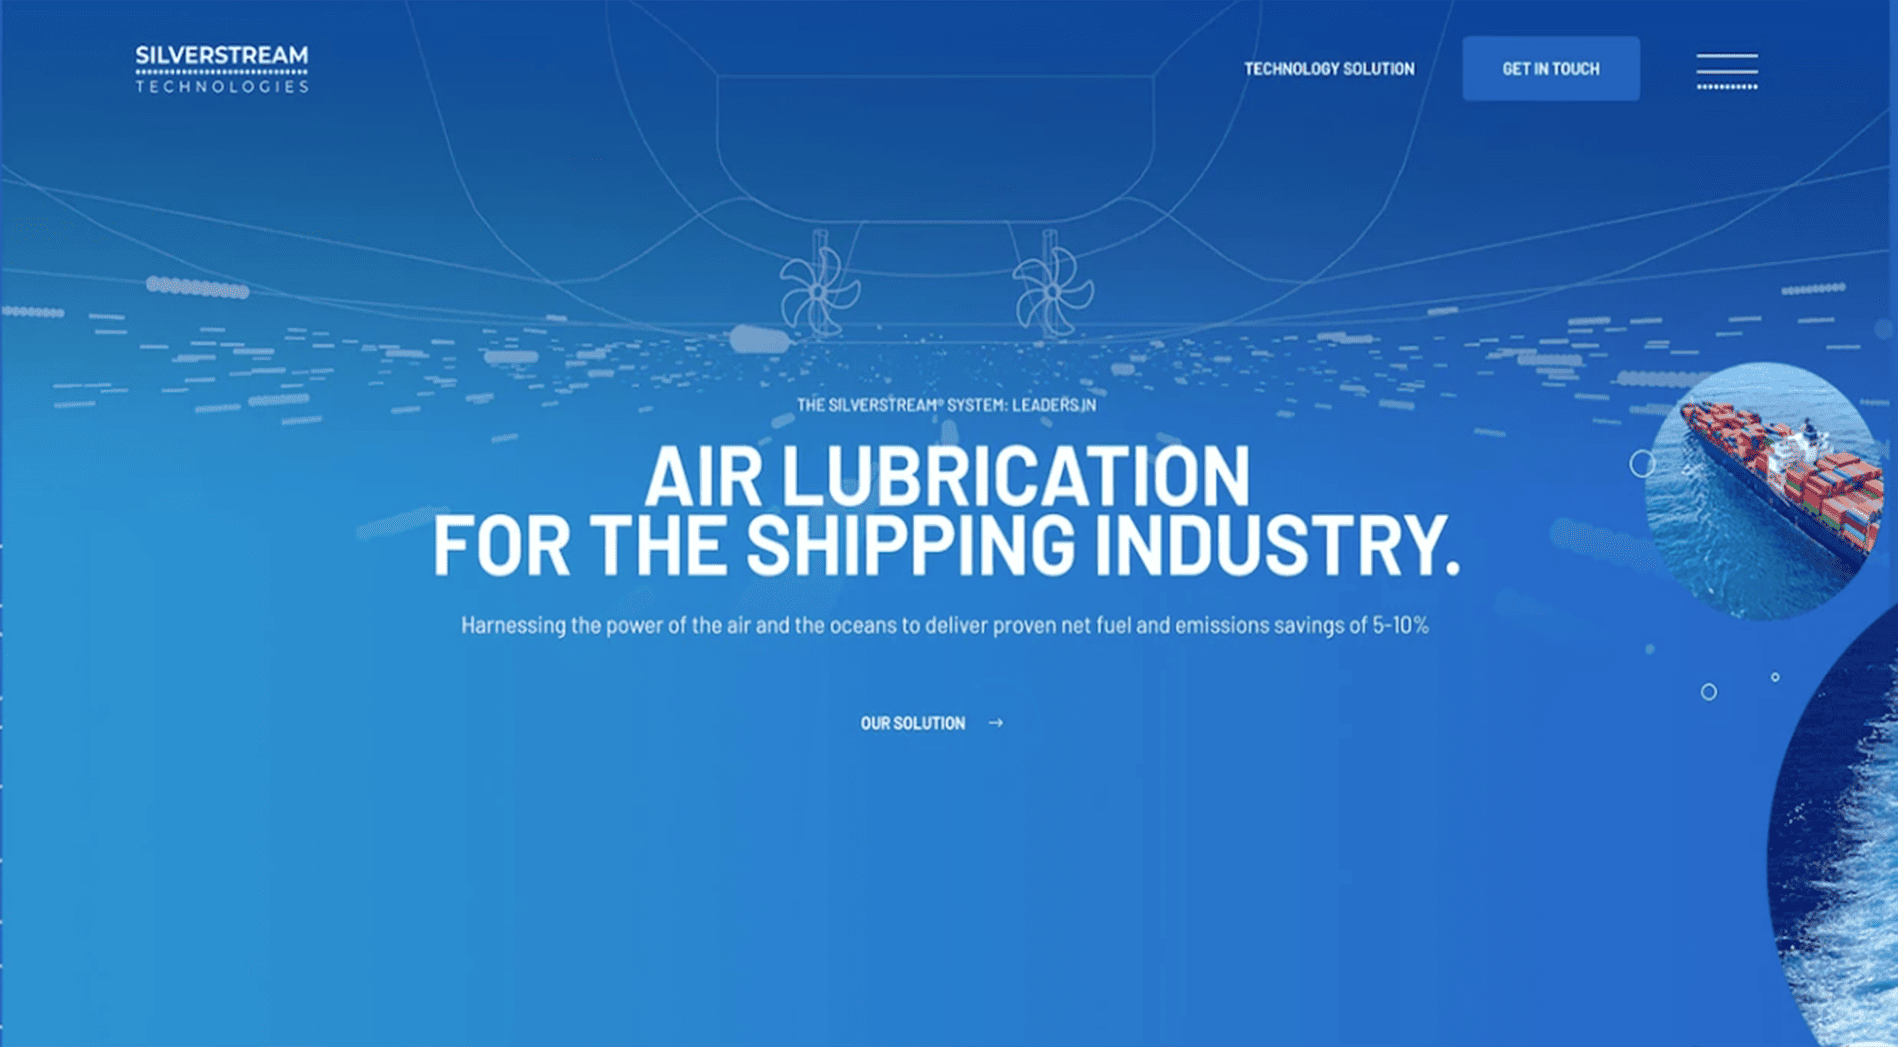 SILVERSTREAM
TECHNOLOGIES
TECHNOLOGY SOLUTION
GET IN TOUCH
THE SILVERSTREAM® SYSTEM: LEADERS IN
AIR LUBRICATION
FOR THE SHIPPING INDUSTRY.
Harnessing the power of the air and the oceans to deliver proven net fuel and emissions savings of 5-10%
OUR SOLUTION →